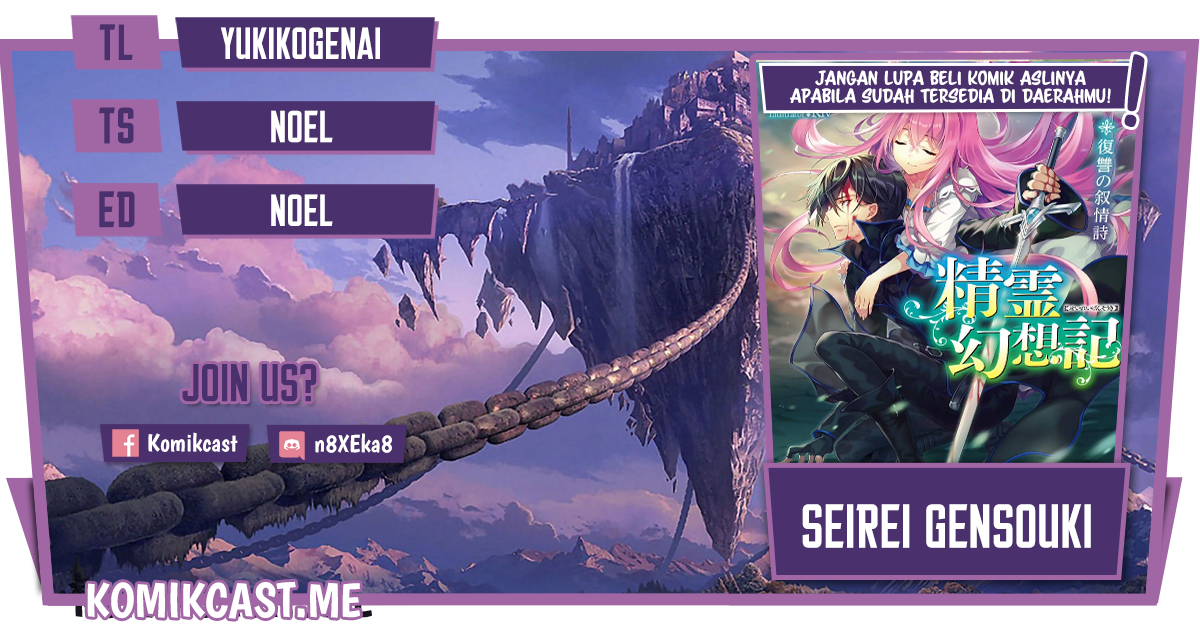 TL
YUKIKOGENAI
TS
NOEL
ED
NOEL
JOIN US?
Komikcast
n8XEka8
KOMIKCAST.ME
JANGAN LUPA BELI KOMIK ASLINYA
APABILA SUDAH TERSEDIA DI DAERAHMU!
復讐の叙情詩
精霊
幻想記
SEIREI GENSOUKI